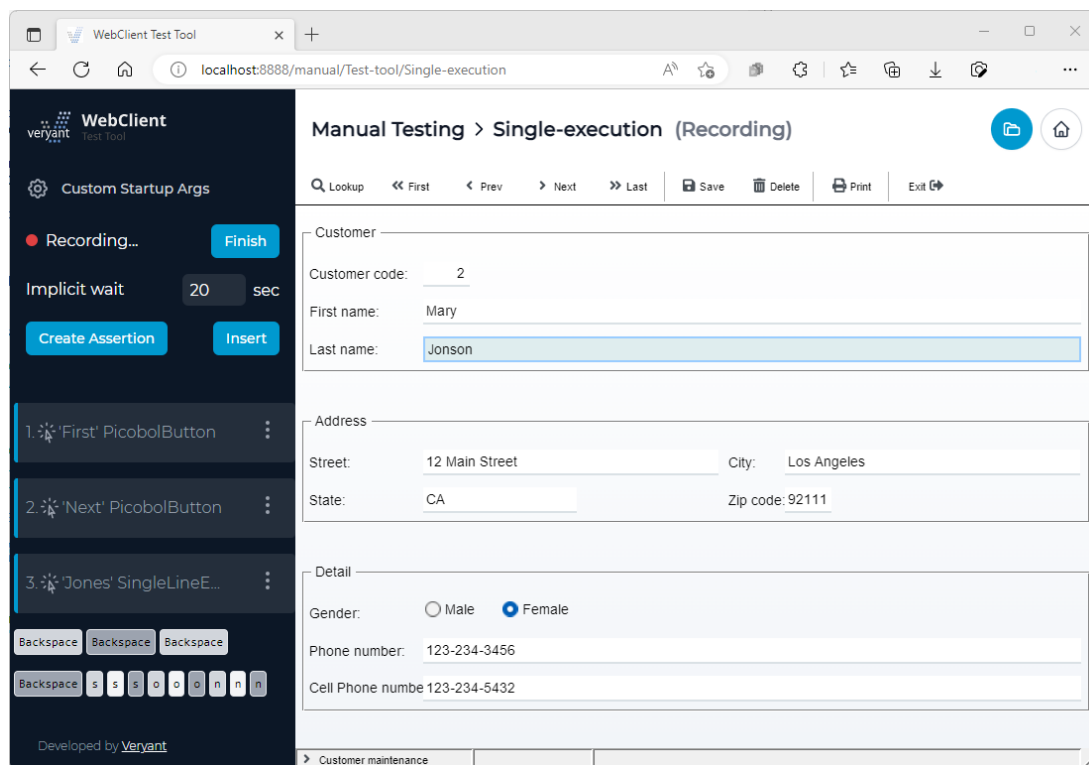 WebClient Test Tool
localhost:8888/manual/Test-tool/Single-execution
veryant WebClient
Test Tool
Custom Startup Args
Recording... Finish
Implicit wait 20 sec
Create Assertion Insert
1. 'First' PicobolButton
2. 'Next' PicobolButton
3. 'Jones' SingleLineE...
Backspace Backspace Backspace
Backspace s s s o o o n n n
Developed by Veryant
Manual Testing > Single-execution (Recording)
Lookup First Prev Next Last Save Delete Print Exit
Customer
Customer code: 2
First name: Mary
Last name: Jonson
Address
Street: 12 Main Street City: Los Angeles
State: CA Zip code: 92111
Detail
Gender: Male Female
Phone number: 123-234-3456
Cell Phone numbe 123-234-5432
Customer maintenance